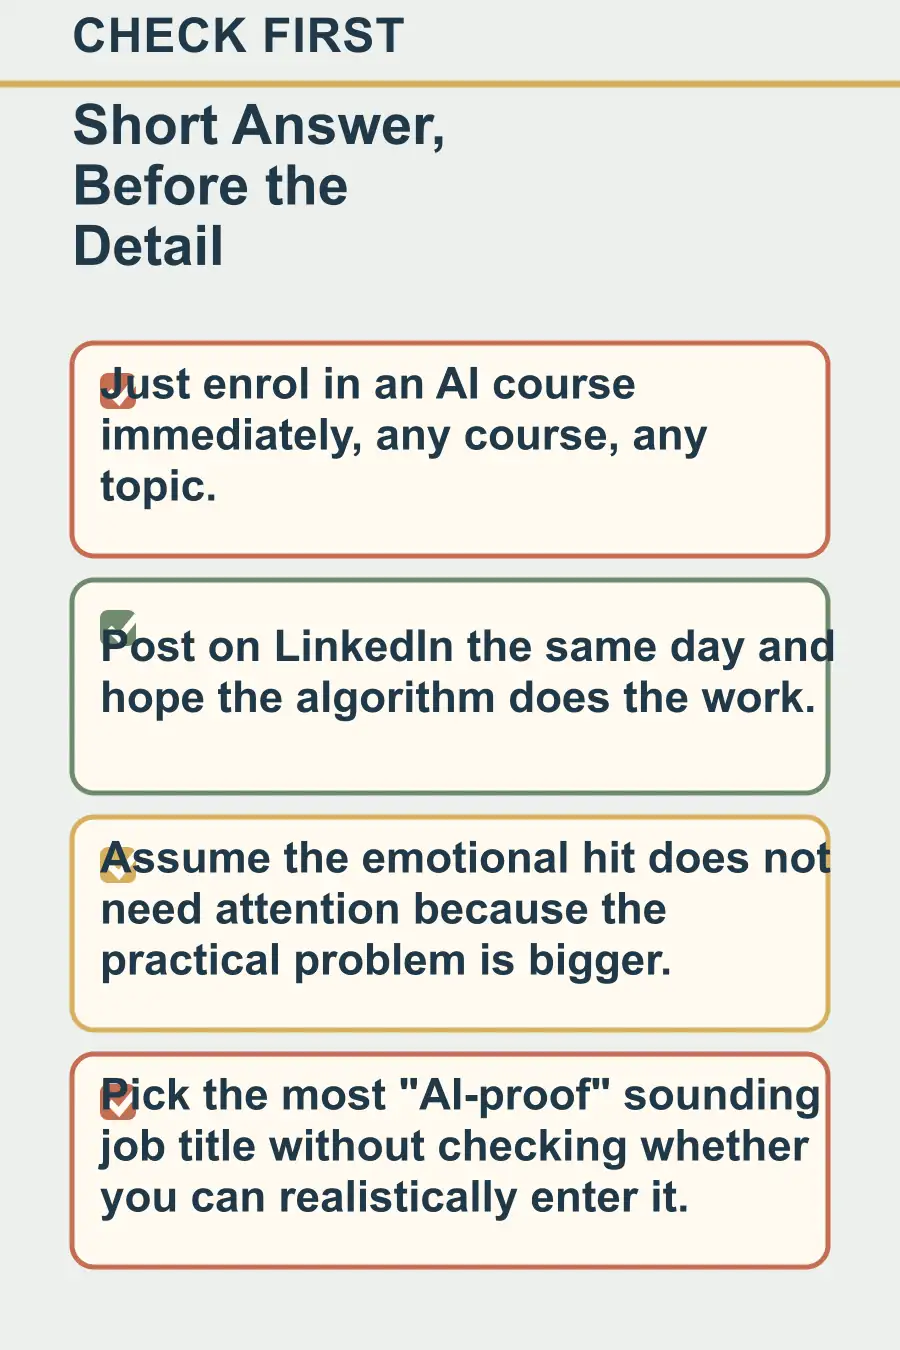 CHECK FIRST
Short Answer,
Before the
Detail
Just enrol in an AI course
immediately, any course, any
topic.
Post on LinkedIn the same day and
hope the algorithm does the work.
Assume the emotional hit does not
need attention because the
practical problem is bigger.
Pick the most "AI-proof" sounding
job title without checking whether
you can realistically enter it.